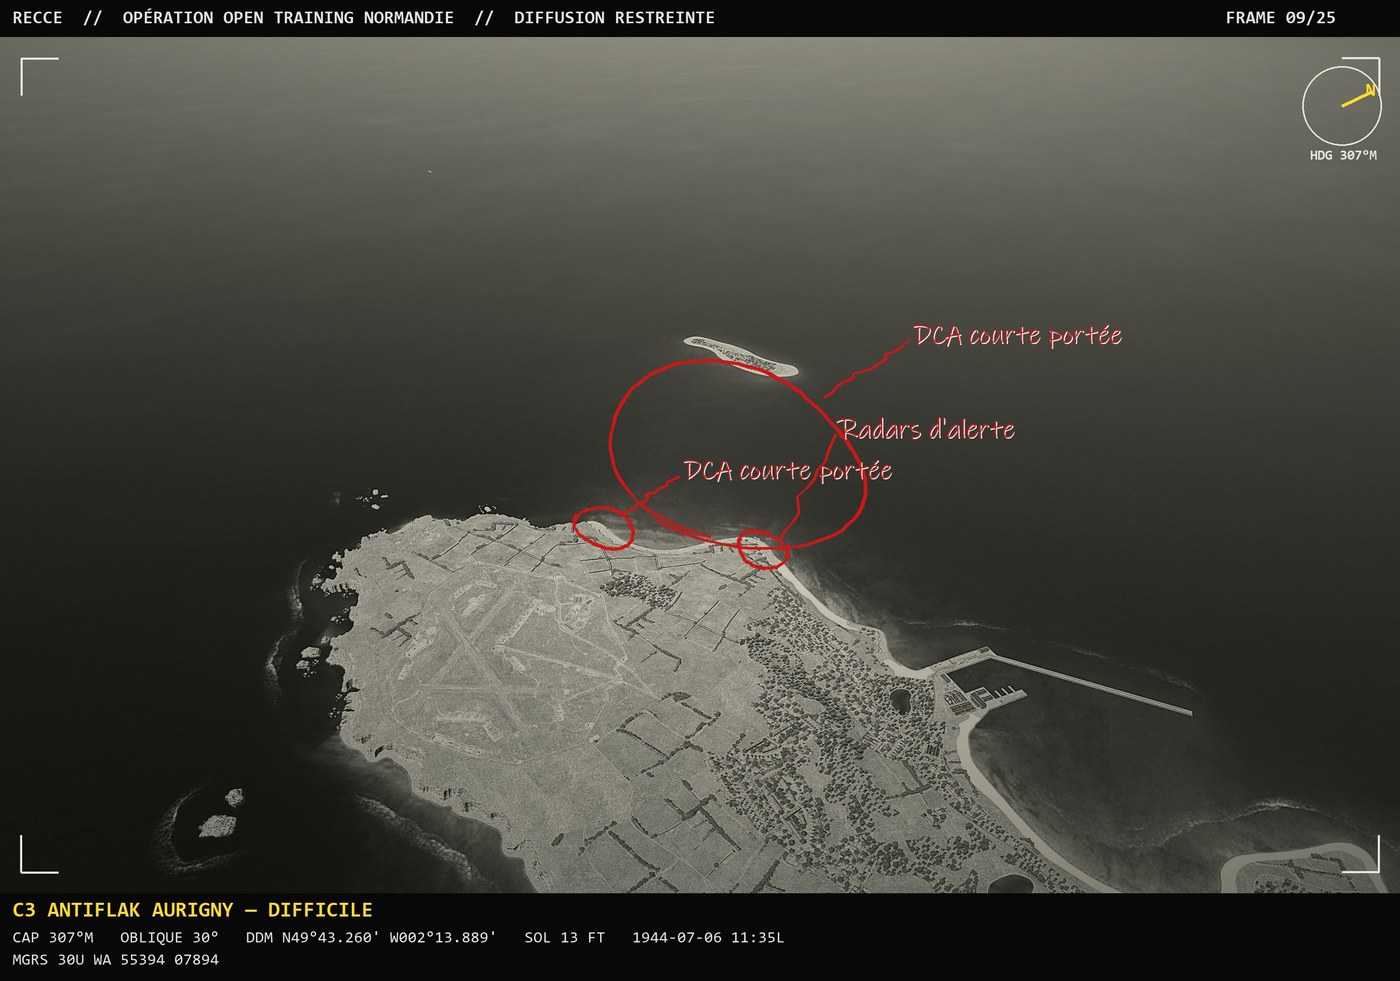 RECCE // OPÉRATION OPEN TRAINING NORMANDIE // DIFFUSION RESTREINTE FRAME 09/25
N
HDG 307°M
DCA courte portée
Radars d'alerte
DCA courte portée
C3 ANTIFLAK AURIGNY — DIFFICILE
CAP 307°M OBLIQUE 30° DDM N49°43.260' W002°13.889' SOL 13 FT 1944-07-06 11:35L
MGRS 30U WA 55394 07894